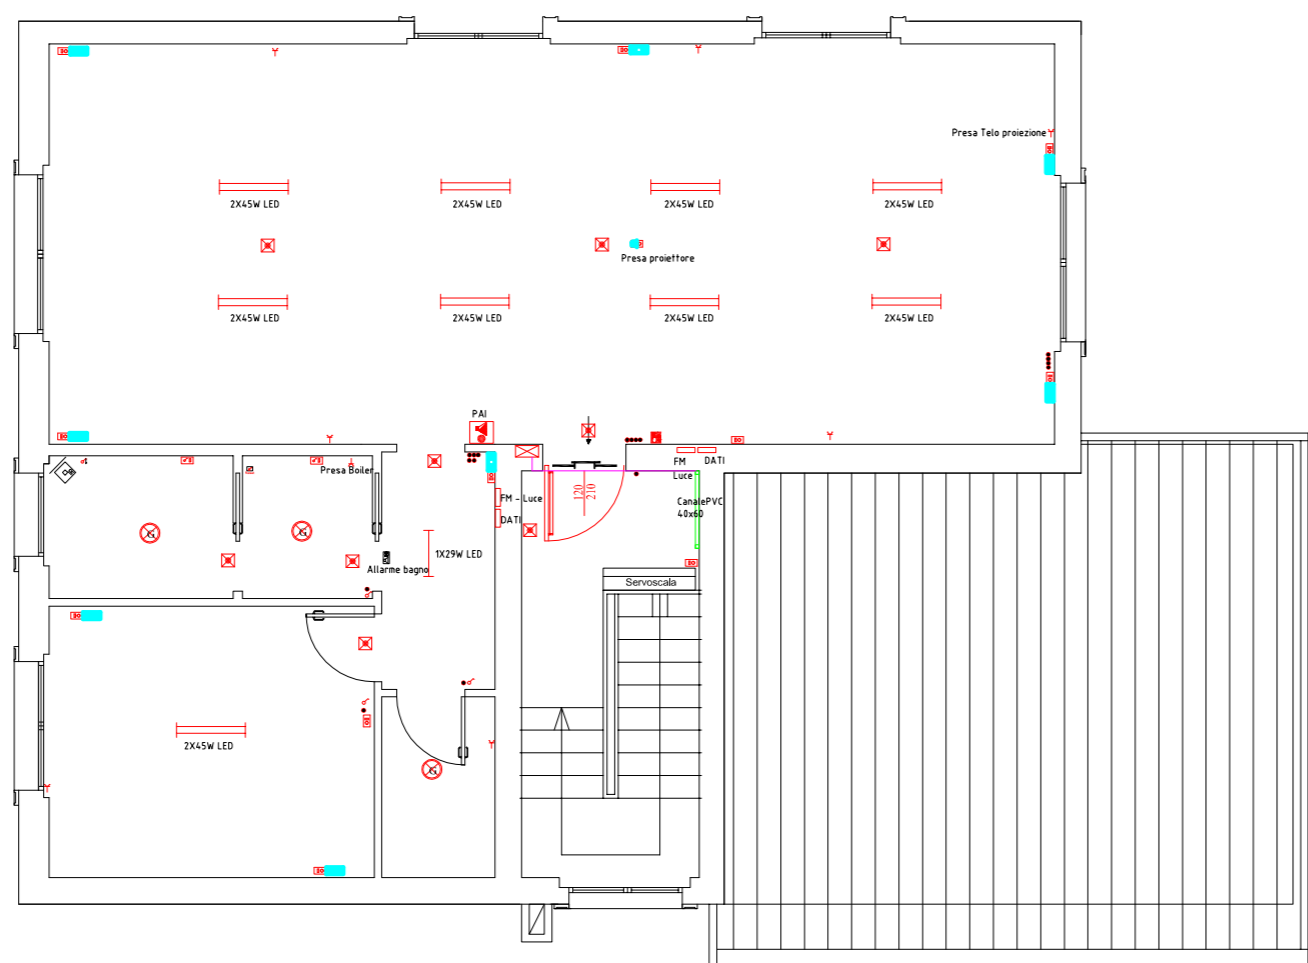 Presa Telo proiezione
2X45W LED
2X45W LED
2X45W LED
2X45W LED
Presa proiettore
2X45W LED
2X45W LED
2X45W LED
2X45W LED
PAI
FM
DATI
Luce
Presa Boiler
FM - Luce
DATI
120
210
CanalePVC
40x60
G
G
1X29W LED
Allarme bagno
Servoscala
2X45W LED
G